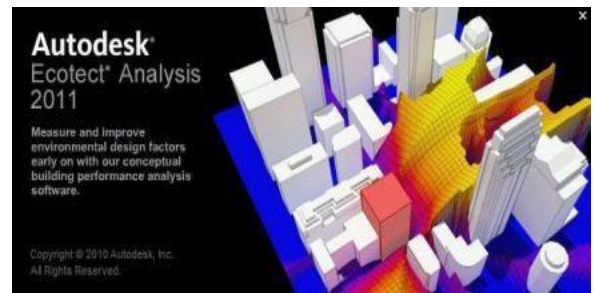 Autodesk®
Ecotect® Analysis
2011
Measure and improve
environmental design factors
early on with our conceptual
building performance analysis
software.
Copyright © 2010 Autodesk, Inc.
All Rights Reserved.